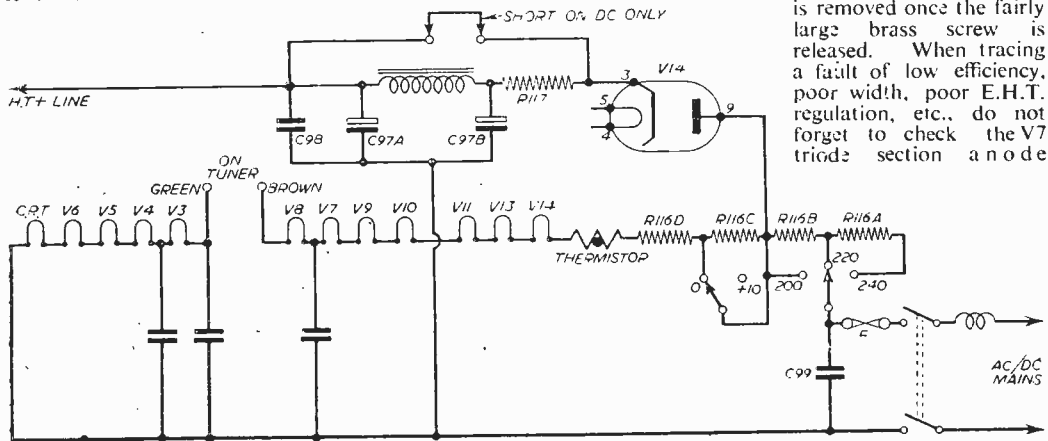 SHORT ON DC ONLY
is removed once the fairly
large brass screw is
released. When tracing
a fault of low efficiency,
poor width, poor E.H.T.
regulation, etc., do not
forget to check the V7
triode section anode
H.T+ LINE
C98
C97A
C97B
R117
3
V14
5
4
9
ON
TUNER
GREEN
BROWN
C.R.T
V6
V5
V4
V3
V8
V7
V9
V10
V11
V13
V14
THERMISTOR
R116D
R116C
R116B
R116A
0
+10
200
220
240
F
C99
AC/DC
MAINS